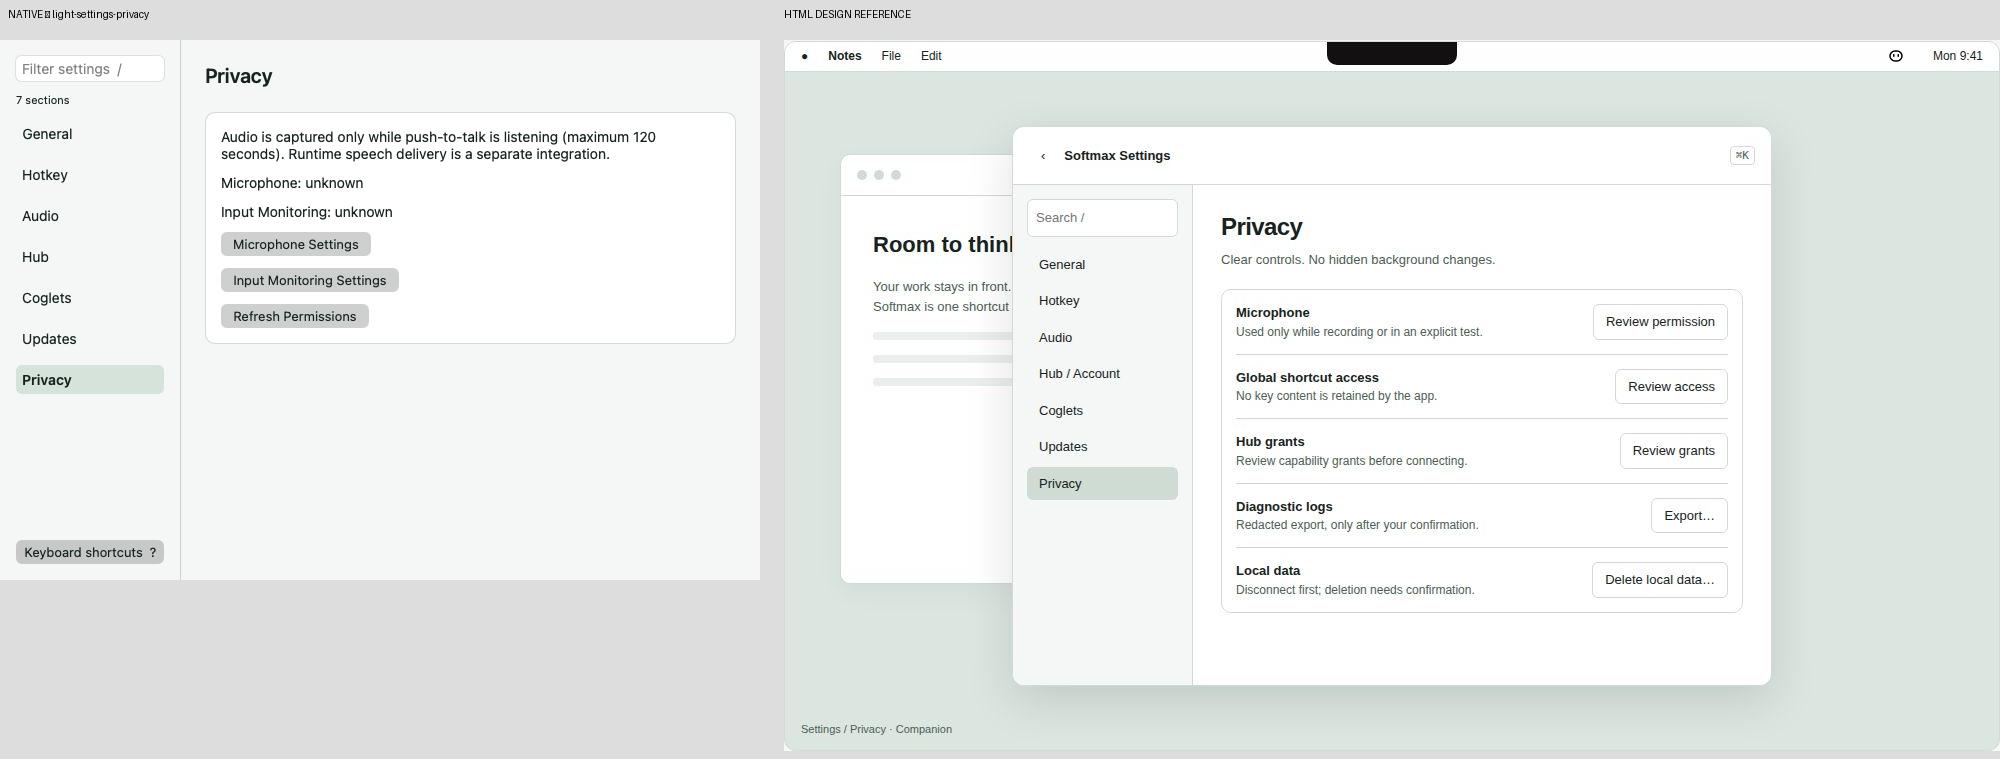 NATIVE light-settings-privacy
Filter settings /
7 sections
General
Hotkey
Audio
Hub
Coglets
Updates
Privacy
Keyboard shortcuts ?
Privacy
Audio is captured only while push-to-talk is listening (maximum 120
seconds). Runtime speech delivery is a separate integration.
Microphone: unknown
Input Monitoring: unknown
Microphone Settings
Input Monitoring Settings
Refresh Permissions
HTML DESIGN REFERENCE
Notes File Edit
Mon 9:41
Room to think
Your work stays in front.
Softmax is one shortcut
‹ Softmax Settings
⌘K
Search /
General
Hotkey
Audio
Hub / Account
Coglets
Updates
Privacy
Privacy
Clear controls. No hidden background changes.
Microphone
Used only while recording or in an explicit test.
Review permission
Global shortcut access
No key content is retained by the app.
Review access
Hub grants
Review capability grants before connecting.
Review grants
Diagnostic logs
Redacted export, only after your confirmation.
Export…
Local data
Disconnect first; deletion needs confirmation.
Delete local data…
Settings / Privacy · Companion